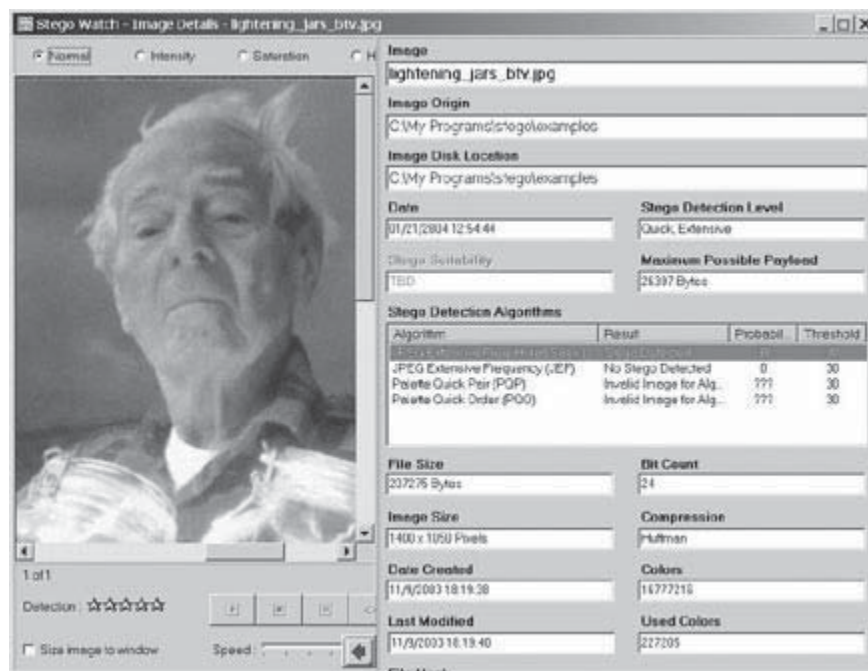 Stego Watch - Image Details - lightening_jars_btv.jpg
Normal Intensity Saturation H
Image
lightening_jars_btv.jpg
Image Origin
C:\My Programs\stego\examples
Image Disk Location
C:\My Programs\stego\examples
Date Stego Detection Level
01/21/2004 12:54:44 Quick, Extensive
Stego Suitability Maximum Possible Payload
TBD 26397 Bytes
Stego Detection Algorithms
Algorithm Result Probabil... Threshold
JPEG Extensive Frequency (JEF) No Stego Detected 0 30
Palette Quick Pair (PQP) Invalid Image for Alg... ??? 30
Palette Quick Order (PQO) Invalid Image for Alg... ??? 30
File Size Bit Count
207275 Bytes 24
Image Size Compression
1400 x 1050 Pixels Huffman
1 of 1
Date Created Colors
11/9/2003 18:19:38 16777216
Detection:
Last Modified Used Colors
11/9/2003 18:19:40 227205
Size image to window Speed: